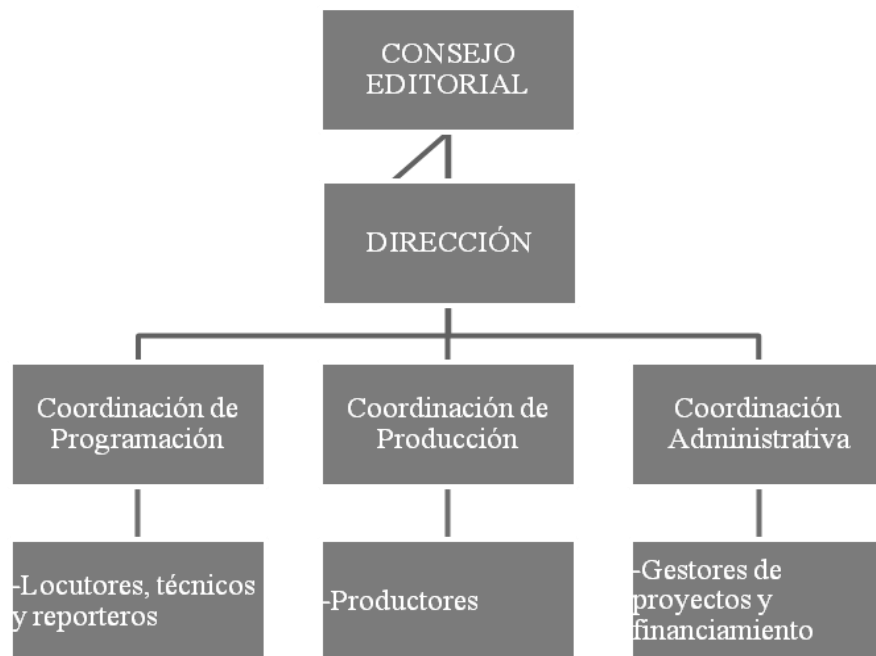 CONSEJO
EDITORIAL
DIRECCIÓN
Coordinación de
Programación
Coordinación de
Producción
Coordinación
Administrativa
-Locutores, técnicos
y reporteros
-Productores
-Gestores de
proyectos y
financiamiento